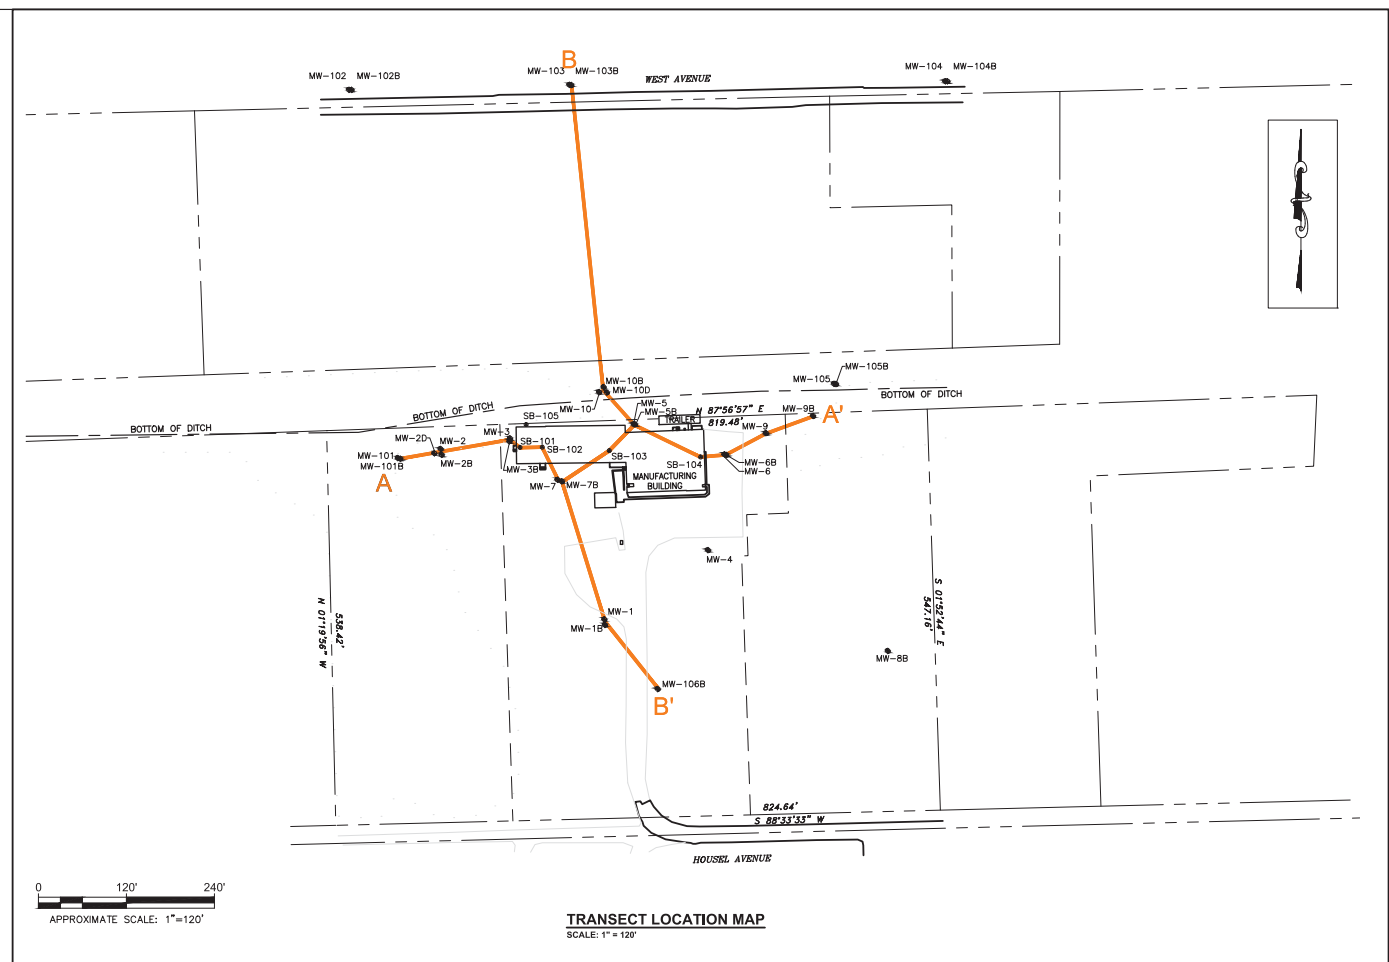 B
MW-103 MW-103B
MW-102 MW-102B
MW-104 MW-104B
WEST AVENUE
MW-105B
MW-105
MW-10B
MW-10D
MW-10
BOTTOM OF DITCH
BOTTOM OF DITCH
BOTTOM OF DITCH
MW-5
MW-5B
N 87°56'57" E
819.48'
TRAILER
MW-9B
A'
MW-9
SB-105
MW-3
SB-101
SB-102
MW-3B
SB-103
SB-104
MW-2D
MW-2
MW-2B
MW-101
MW-101B
A
MW-6B
MW-6
MANUFACTURING
BUILDING
MW-7
MW-7B
MW-4
MW-1
MW-1B
MW-106B
B'
MW-8B
538.42'
N 01°19'56" W
S 01°52'44" E
547.16'
824.64'
S 88°33'33" W
HOUSEL AVENUE
0 120' 240'
APPROXIMATE SCALE: 1"=120'
TRANSECT LOCATION MAP
SCALE: 1" = 120'